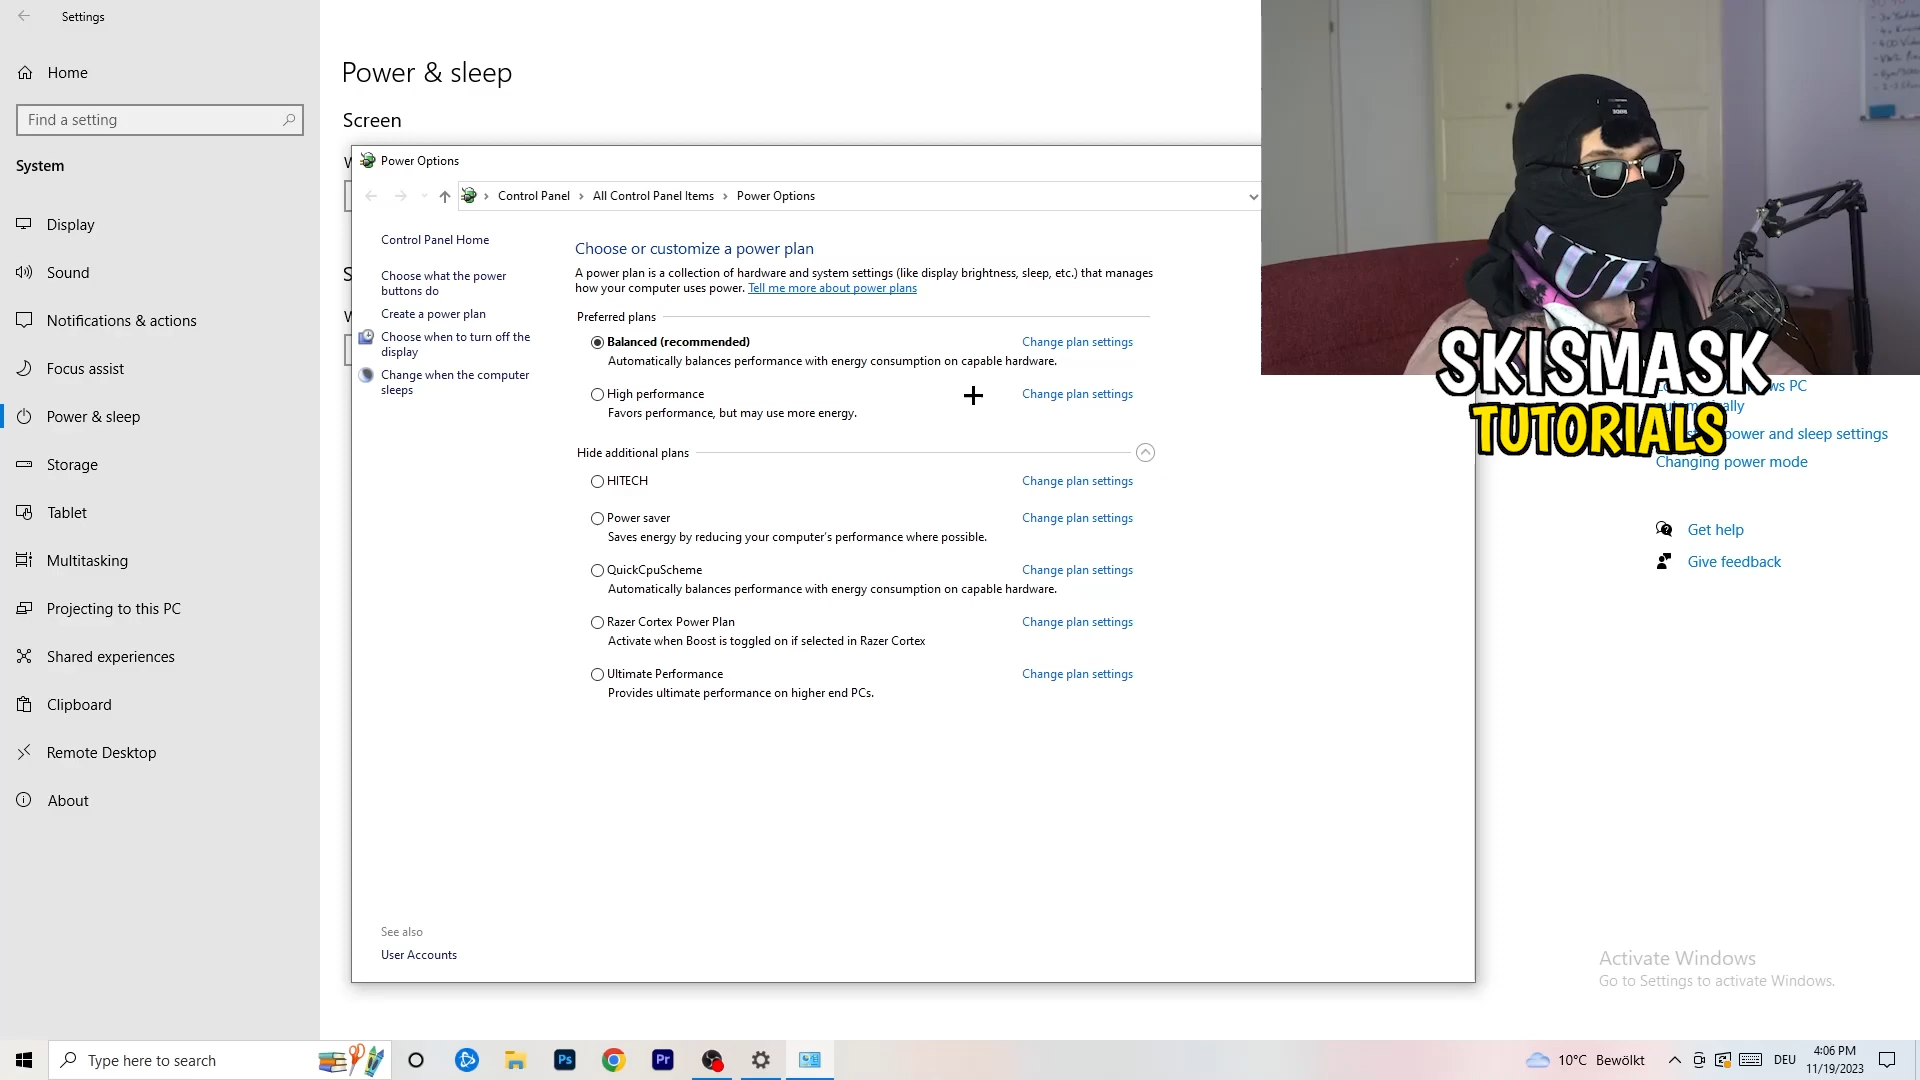 Settings
Home
Find a setting
System
Display
Sound
Notifications & actions
Focus assist
Power & sleep
Storage
Tablet
Multitasking
Projecting to this PC
Shared experiences
Clipboard
Remote Desktop
About
Power & sleep
Screen
Power Options
Control Panel › All Control Panel Items › Power Options
Control Panel Home
Choose what the power
buttons do
Create a power plan
Choose when to turn off the
display
Change when the computer
sleeps
See also
User Accounts
Choose or customize a power plan
A power plan is a collection of hardware and system settings (like display brightness, sleep, etc.) that manages
how your computer uses power. Tell me more about power plans
Preferred plans
Balanced (recommended) Change plan settings
Automatically balances performance with energy consumption on capable hardware.
High performance Change plan settings
Favors performance, but may use more energy.
Hide additional plans
HITECH Change plan settings
Power saver Change plan settings
Saves energy by reducing your computer's performance where possible.
QuickCpuScheme Change plan settings
Automatically balances performance with energy consumption on capable hardware.
Razer Cortex Power Plan Change plan settings
Activate when Boost is toggled on if selected in Razer Cortex
Ultimate Performance Change plan settings
Provides ultimate performance on higher end PCs.
SKISMASK
TUTORIALS
PC
power and sleep settings
Changing power mode
Get help
Give feedback
Activate Windows
Go to Settings to activate Windows.
Type here to search
Ps
Pr
10°C Bewölkt
DEU
4:06 PM
11/19/2023